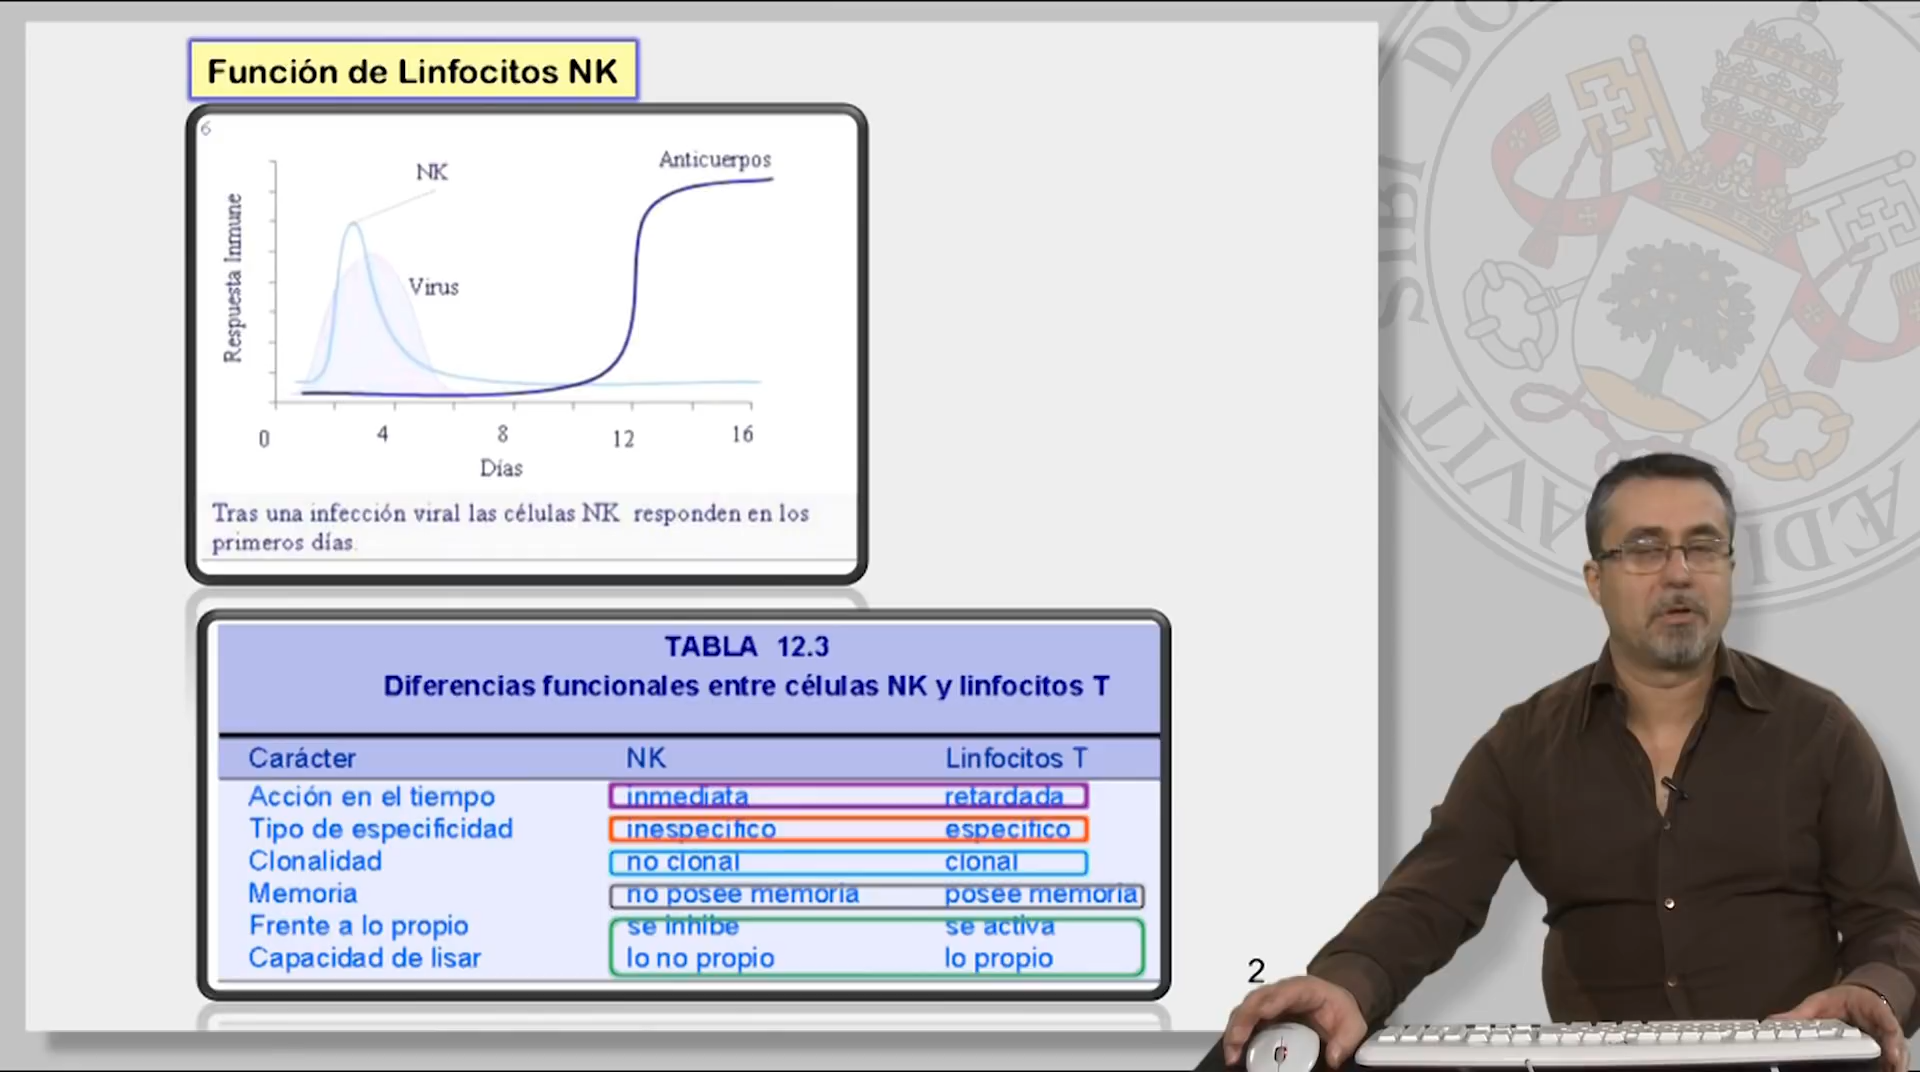 Función de Linfocitos NK
6
NK
Anticuerpos
Virus
Respuesta Inmune
0 4 8 12 16
Días
Tras una infección viral las células NK responden en los
primeros días.
TABLA 12.3
Diferencias funcionales entre células NK y linfocitos T
Carácter NK Linfocitos T
Acción en el tiempo inmediata retardada
Tipo de especificidad inespecífico específico
Clonalidad no clonal clonal
Memoria no posee memoria posee memoria
Frente a lo propio se inhibe se activa
Capacidad de lisar lo no propio lo propio
2